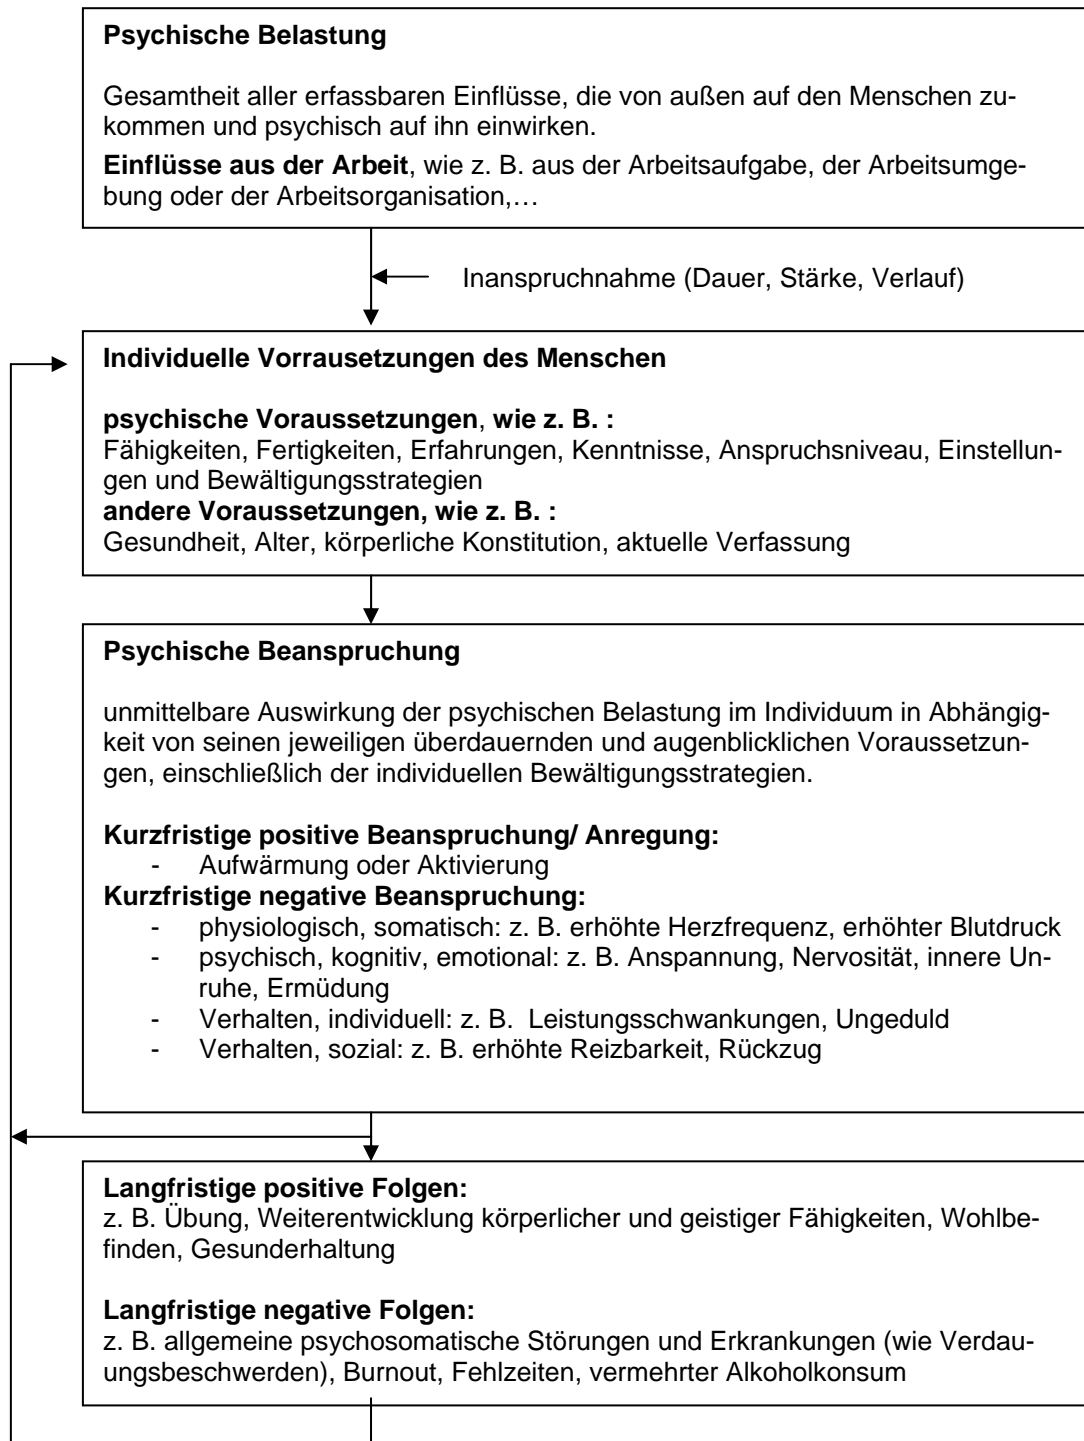 Psychische Belastung
Gesamtheit aller erfassbaren Einflüsse, die von außen auf den Menschen zu-
kommen und psychisch auf ihn einwirken.
Einflüsse aus der Arbeit, wie z. B. aus der Arbeitsaufgabe, der Arbeitsumge-
bung oder der Arbeitsorganisation,…
Inanspruchnahme (Dauer, Stärke, Verlauf)
Individuelle Vorrausetzungen des Menschen
psychische Voraussetzungen, wie z. B. :
Fähigkeiten, Fertigkeiten, Erfahrungen, Kenntnisse, Anspruchsniveau, Einstellun-
gen und Bewältigungsstrategien
andere Voraussetzungen, wie z. B. :
Gesundheit, Alter, körperliche Konstitution, aktuelle Verfassung
Psychische Beanspruchung
unmittelbare Auswirkung der psychischen Belastung im Individuum in Abhängig-
keit von seinen jeweiligen überdauernden und augenblicklichen Voraussetzun-
gen, einschließlich der individuellen Bewältigungsstrategien.
Kurzfristige positive Beanspruchung/ Anregung:
- Aufwärmung oder Aktivierung
Kurzfristige negative Beanspruchung:
- physiologisch, somatisch: z. B. erhöhte Herzfrequenz, erhöhter Blutdruck
- psychisch, kognitiv, emotional: z. B. Anspannung, Nervosität, innere Un-
ruhe, Ermüdung
- Verhalten, individuell: z. B. Leistungsschwankungen, Ungeduld
- Verhalten, sozial: z. B. erhöhte Reizbarkeit, Rückzug
Langfristige positive Folgen:
z. B. Übung, Weiterentwicklung körperlicher und geistiger Fähigkeiten, Wohlbe-
finden, Gesunderhaltung
Langfristige negative Folgen:
z. B. allgemeine psychosomatische Störungen und Erkrankungen (wie Verdau-
ungsbeschwerden), Burnout, Fehlzeiten, vermehrter Alkoholkonsum